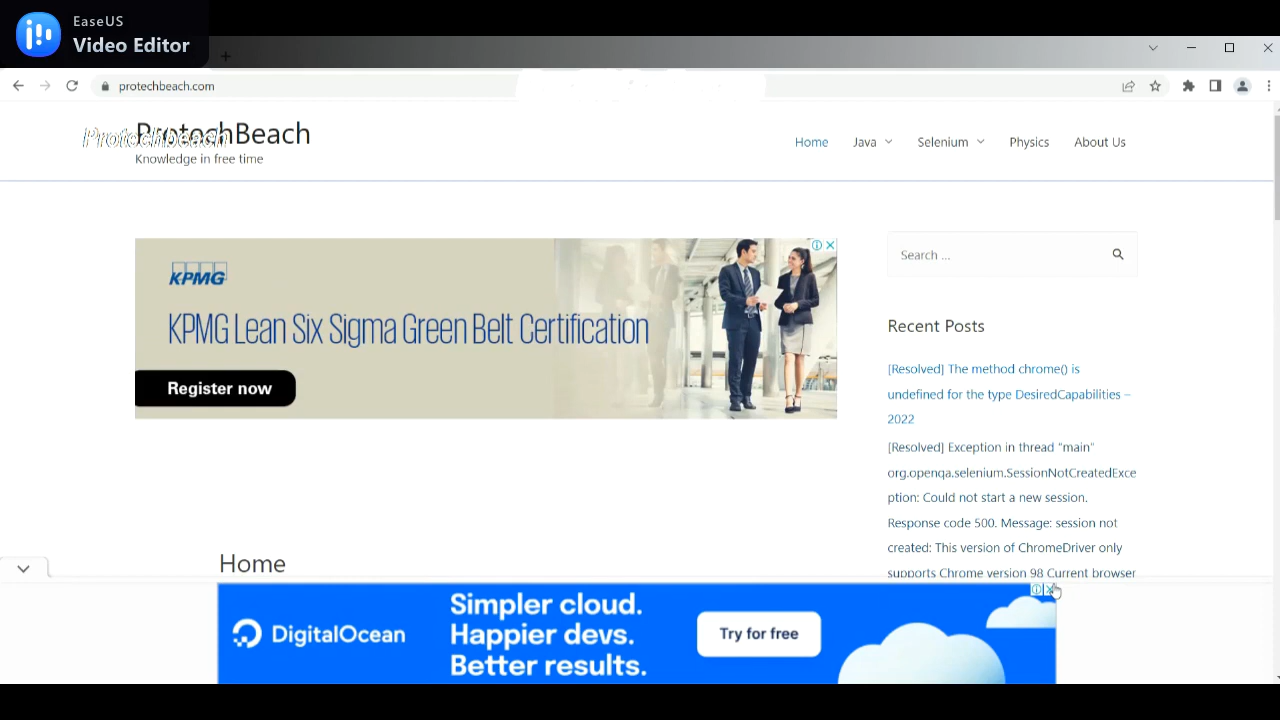 EaseUS
Video Editor
protechbeach.com
ProtechBeach
Protechbeach
Knowledge in free time
Home
Java
Selenium
Physics
About Us
KPMG
KPMG Lean Six Sigma Green Belt Certification
Register now
Search ...
Recent Posts
[Resolved] The method chrome() is
undefined for the type DesiredCapabilities –
2022
[Resolved] Exception in thread "main"
org.openqa.selenium.SessionNotCreatedExce
ption: Could not start a new session.
Response code 500. Message: session not
created: This version of ChromeDriver only
supports Chrome version 98 Current browser
Home
DigitalOcean
Simpler cloud.
Happier devs.
Better results.
Try for free